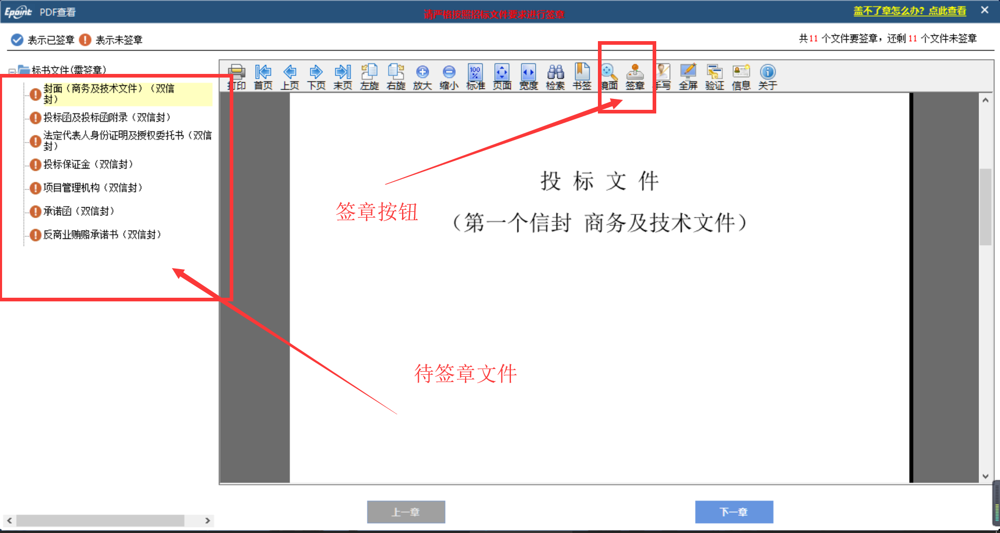 Epoint PDF查看
请严格按照招标文件要求进行签章
盖不了章怎么办？点此查看
表示已签章 表示未签章
共11 个文件要签章，还剩 11 个文件未签章
标书文件(需签章)
封面（商务及技术文件）（双信
封）
投标函及投标函附录（双信封）
法定代表人身份证明及授权委托书（双信
封）
投标保证金（双信封）
项目管理机构（双信封）
承诺函（双信封）
反商业贿赂承诺书（双信封）
打印 首页 上页 下页 末页 左旋 右旋 放大 缩小 标准 页面 宽度 检索 书签 镜面 签章 手写 全屏 验证 信息 关于
投 标 文 件
（第一个信封 商务及技术文件）
签章按钮
待签章文件
上一章
下一章